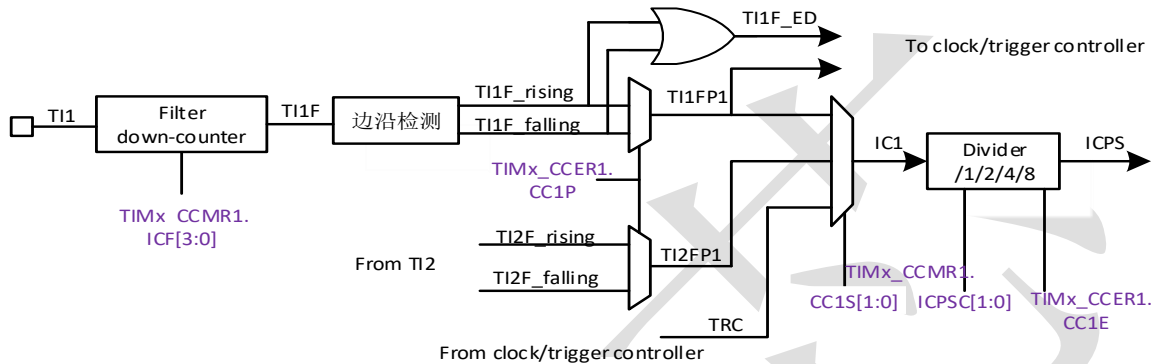 TI1F_ED
To clock/trigger controller
TI1
Filter
down-counter
TI1F
边沿检测
TI1F_rising
TI1F_falling
TI1FP1
IC1
Divider
/1/2/4/8
ICPS
TIMx_CCMR1.
ICF[3:0]
TIMx_CCER1.
CC1P
From TI2
TI2F_rising
TI2F_falling
TI2FP1
TIMx_CCMR1.
CC1S[1:0]
ICPSC[1:0]
TIMx_CCER1.
CC1E
TRC
From clock/trigger controller